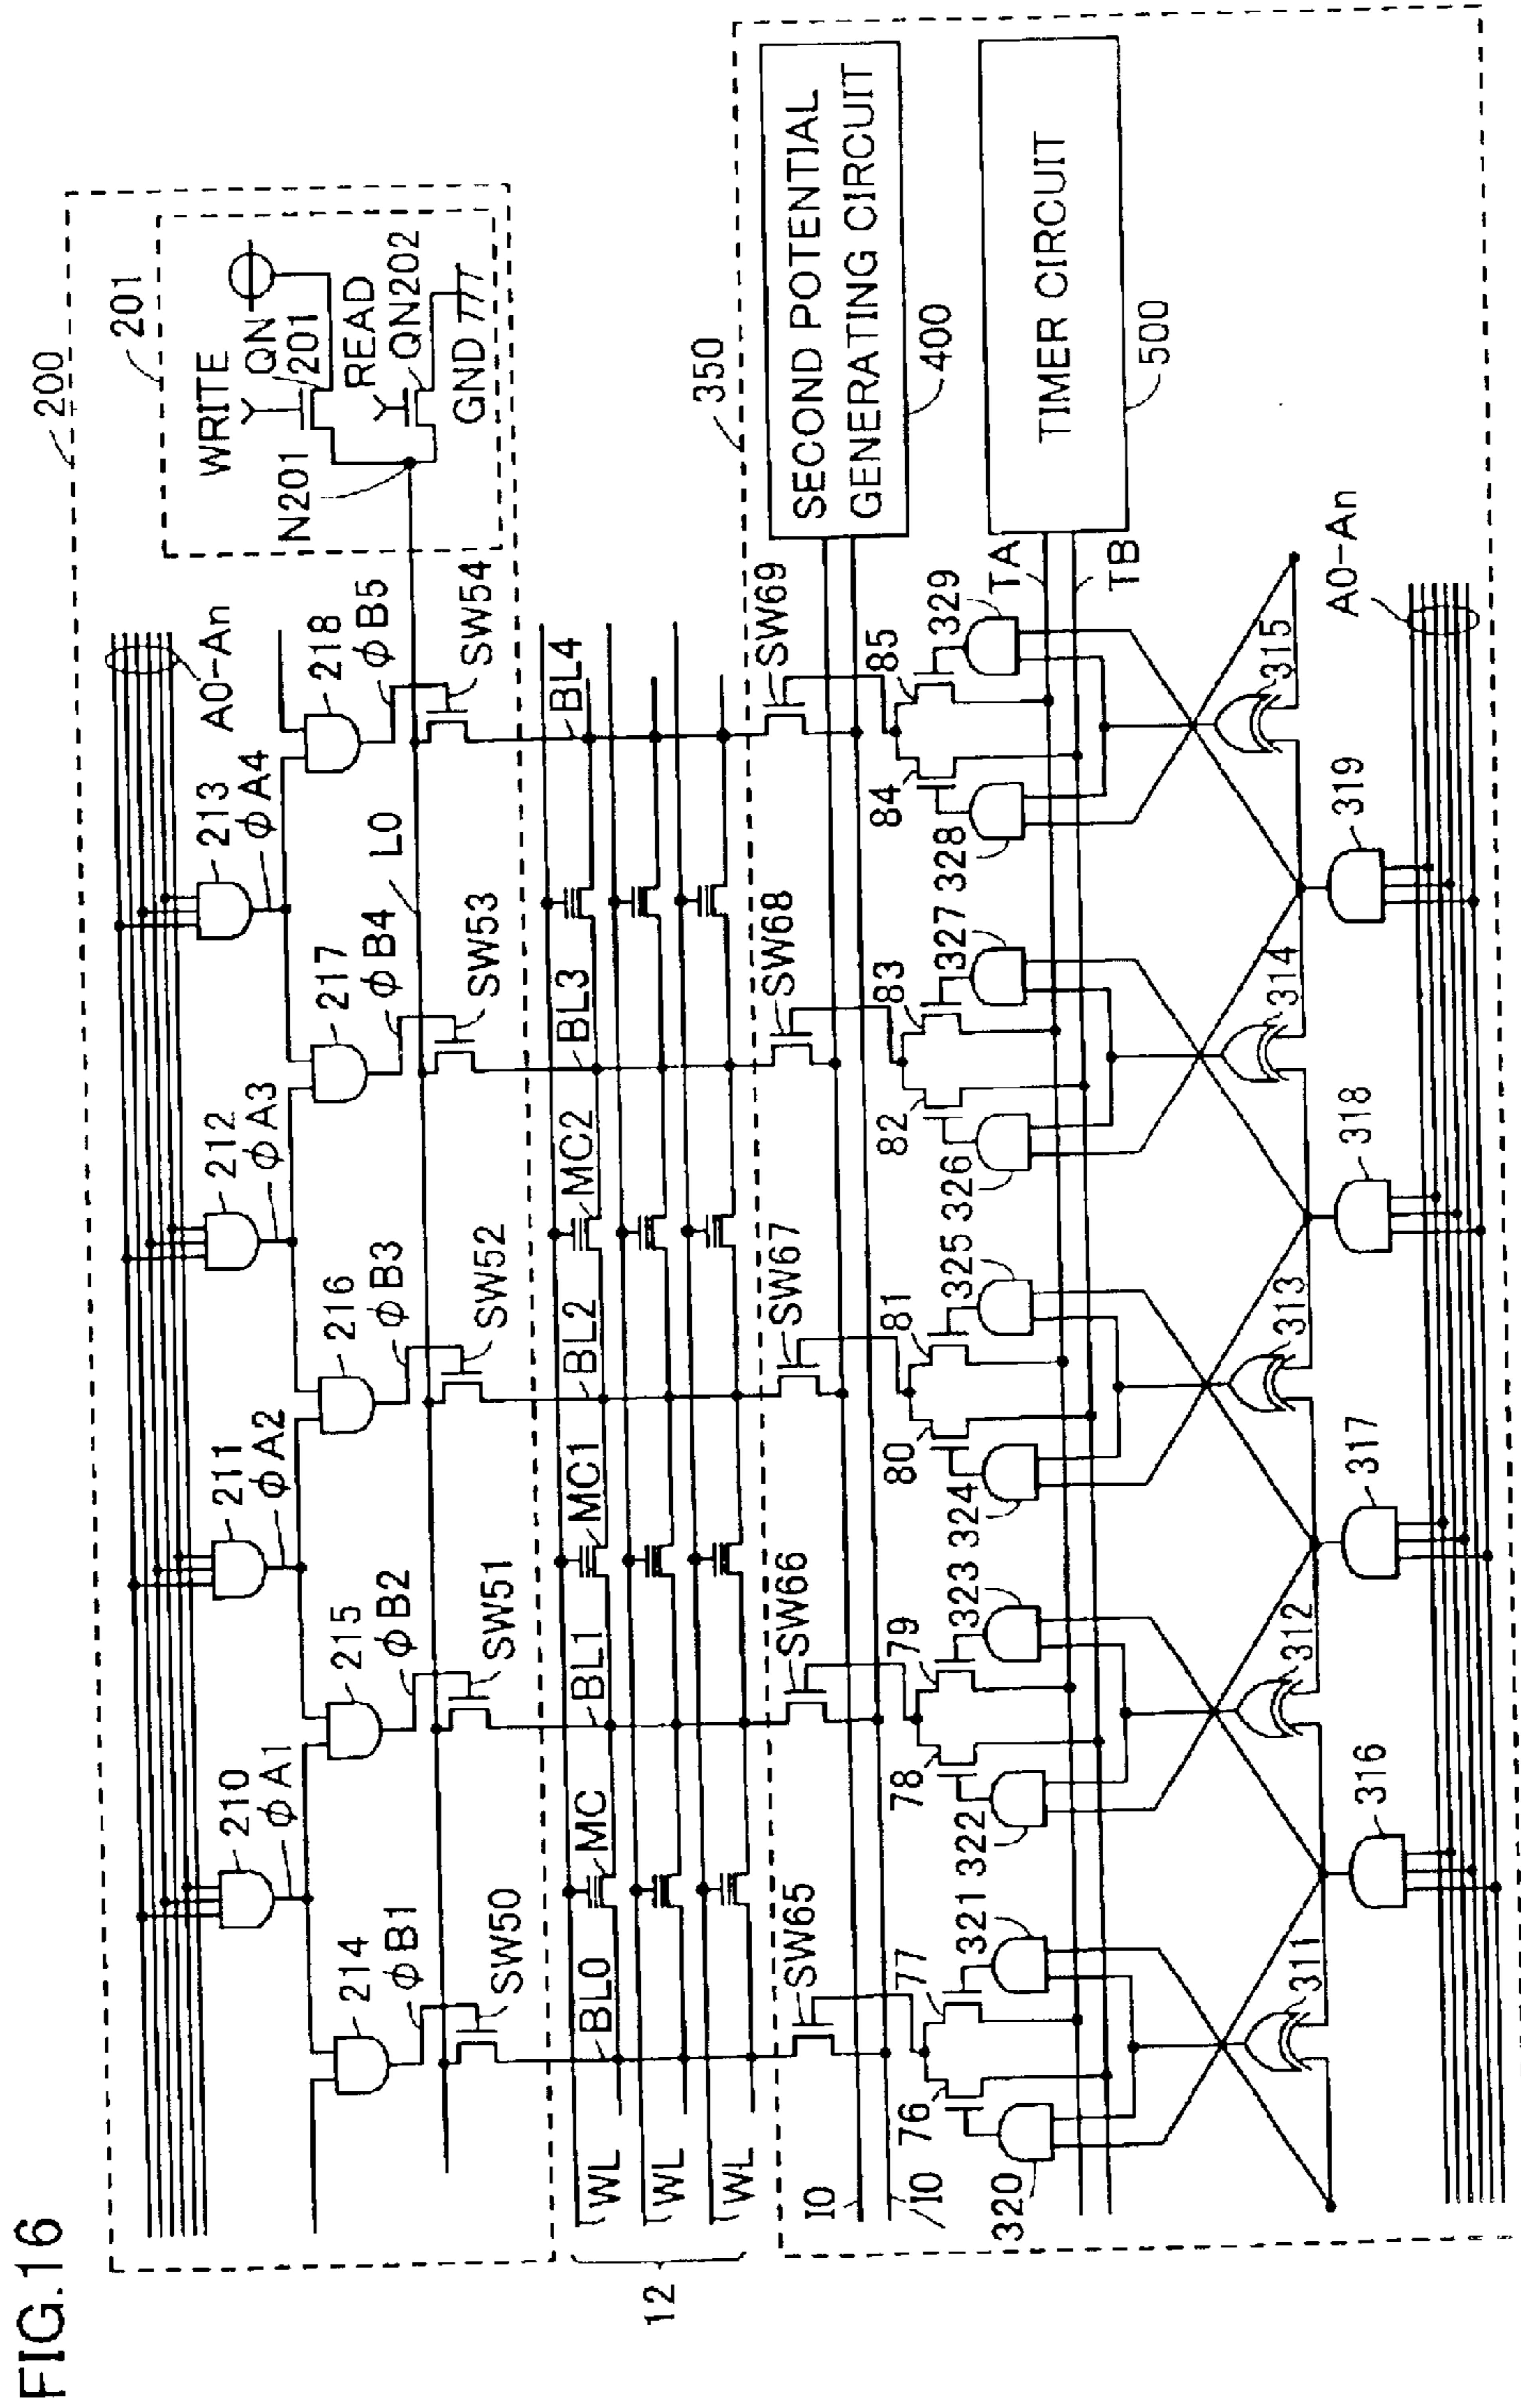 FIG.16
200
201
WRITE
QN
201
READ
QN202
N201
GND
A0-An
210
ϕA1
211
ϕA2
212
ϕA3
213
ϕA4
214
ϕB1
215
ϕB2
216
ϕB3
217
ϕB4
218
ϕB5
L0
SW50
SW51
SW52
SW53
SW54
12
WL
WL
WL
BL0
MC
BL1
MC1
BL2
MC2
BL3
BL4
350
SW65
SW66
SW67
SW68
SW69
IO
IO
SECOND POTENTIAL
GENERATING CIRCUIT
400
76
77
78
79
80
81
82
83
84
85
TIMER CIRCUIT
500
TA
TB
320
321
322
323
324
325
326
327
328
329
311
312
313
314
315
316
317
318
319
A0-An